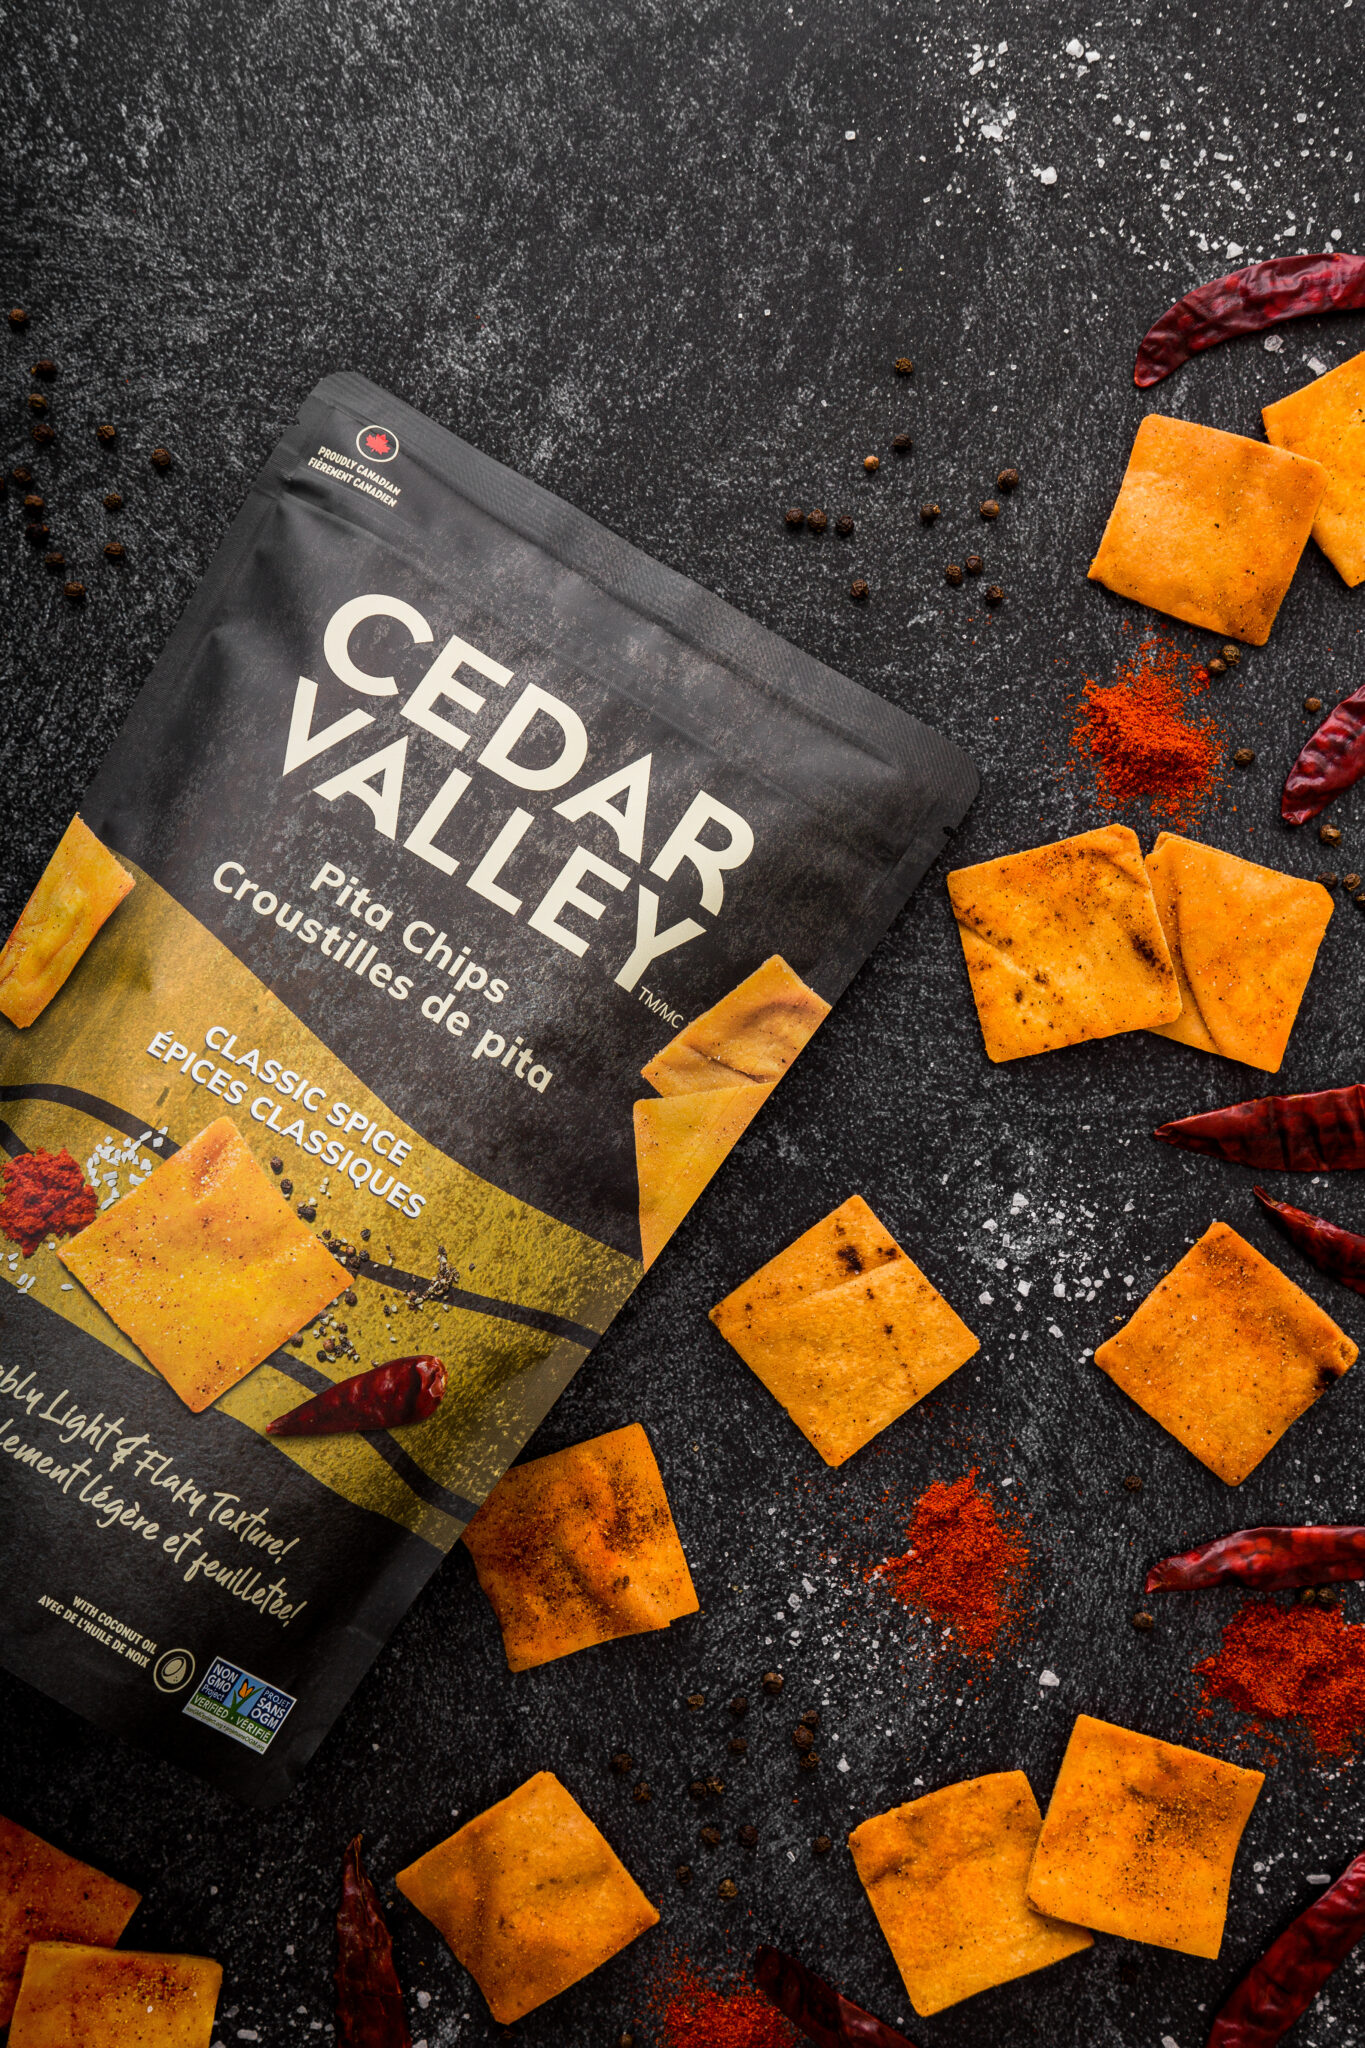 PROUDLY CANADIAN
FIÈREMENT CANADIEN
CEDAR
VALLEY
TM/MC
Pita Chips
Croustilles de pita
CLASSIC SPICE
ÉPICES CLASSIQUES
Light & Flaky Texture!
légère et feuilletée!
WITH COCONUT OIL
AVEC DE L'HUILE DE NOIX
NON
GMO
Project
VERIFIED
PROJET
SANS
OGM
VÉRIFIÉ